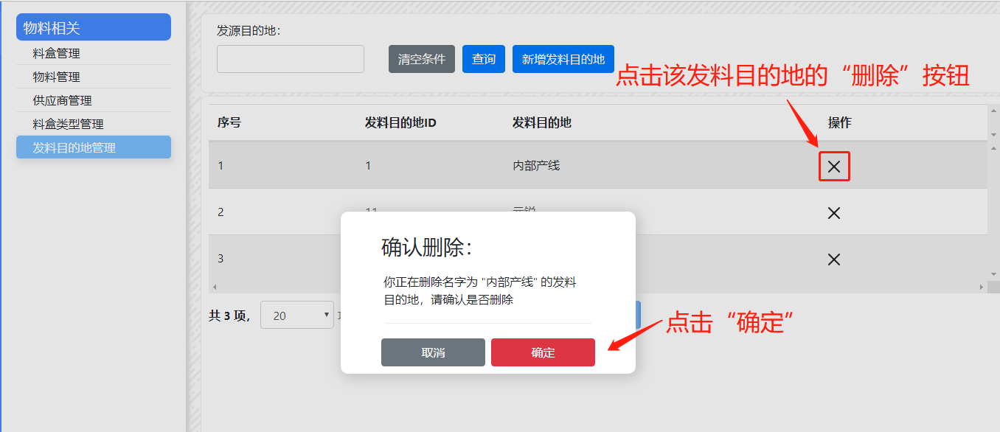 物料相关
料盒管理
物料管理
供应商管理
料盒类型管理
发料目的地管理
发源目的地:
清空条件 查询 新增发料目的地
点击该发料目的地的“删除”按钮
序号 发料目的地ID 发料目的地 操作
1 1 内部产线
2 11
3
确认删除:
你正在删除名字为 "内部产线" 的发料
目的地，请确认是否删除
取消 确定
共 3 项， 20
点击“确定”